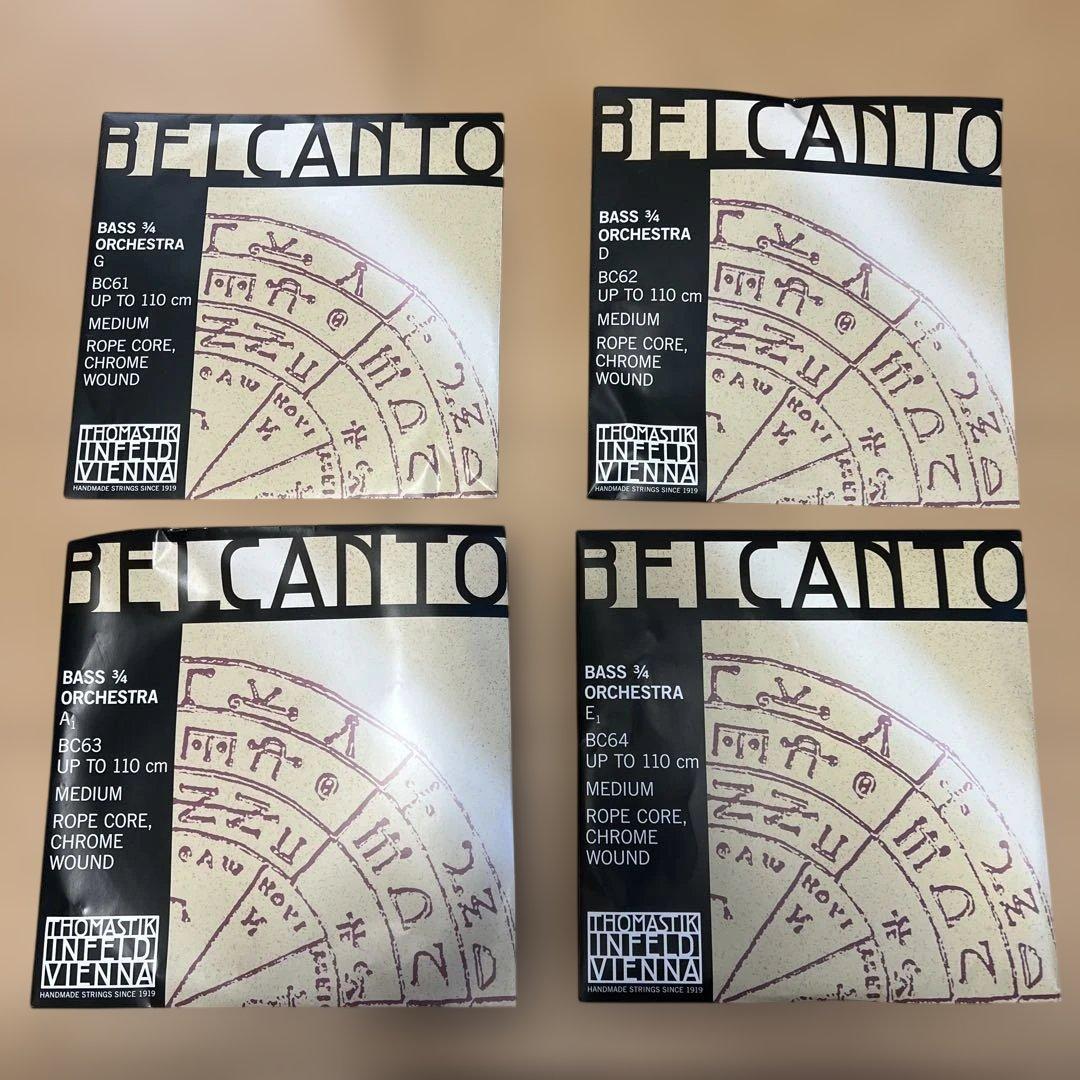 BELCANTO
BASS ¾
ORCHESTRA
G
BC61
UP TO 110 cm
MEDIUM
ROPE CORE,
CHROME
WOUND
THOMASTIK
INFELD
VIENNA
HANDMADE STRINGS SINCE 1919
BELCANTO
BASS ¾
ORCHESTRA
D
BC62
UP TO 110 cm
MEDIUM
ROPE CORE,
CHROME
WOUND
THOMASTIK
INFELD
VIENNA
HANDMADE STRINGS SINCE 1919
BELCANTO
BASS ¾
ORCHESTRA
A₁
BC63
UP TO 110 cm
MEDIUM
ROPE CORE,
CHROME
WOUND
THOMASTIK
INFELD
VIENNA
HANDMADE STRINGS SINCE 1919
BELCANTO
BASS ¾
ORCHESTRA
E₁
BC64
UP TO 110 cm
MEDIUM
ROPE CORE,
CHROME
WOUND
THOMASTIK
INFELD
VIENNA
HANDMADE STRINGS SINCE 1919